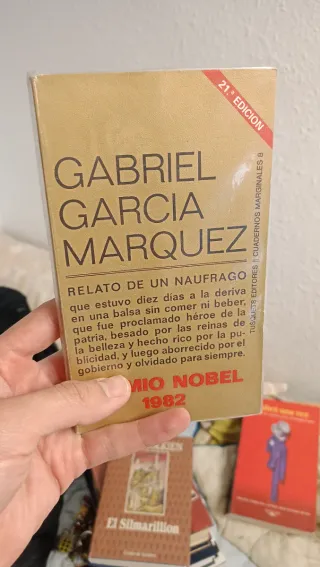 21.ª EDICION
GABRIEL
GARCIA
MARQUEZ
RELATO DE UN NAUFRAGO
que estuvo diez días a la deriva
en una balsa sin comer ni beber,
que fue proclamado héroe de la
patria, besado por las reinas de
la belleza y hecho rico por la pu-
blicidad, y luego aborrecido por el
gobierno y olvidado para siempre.
MIO NOBEL
1982
TUSQUETS EDITORES CUADERNOS MARGINALES 8
El Silmarillion